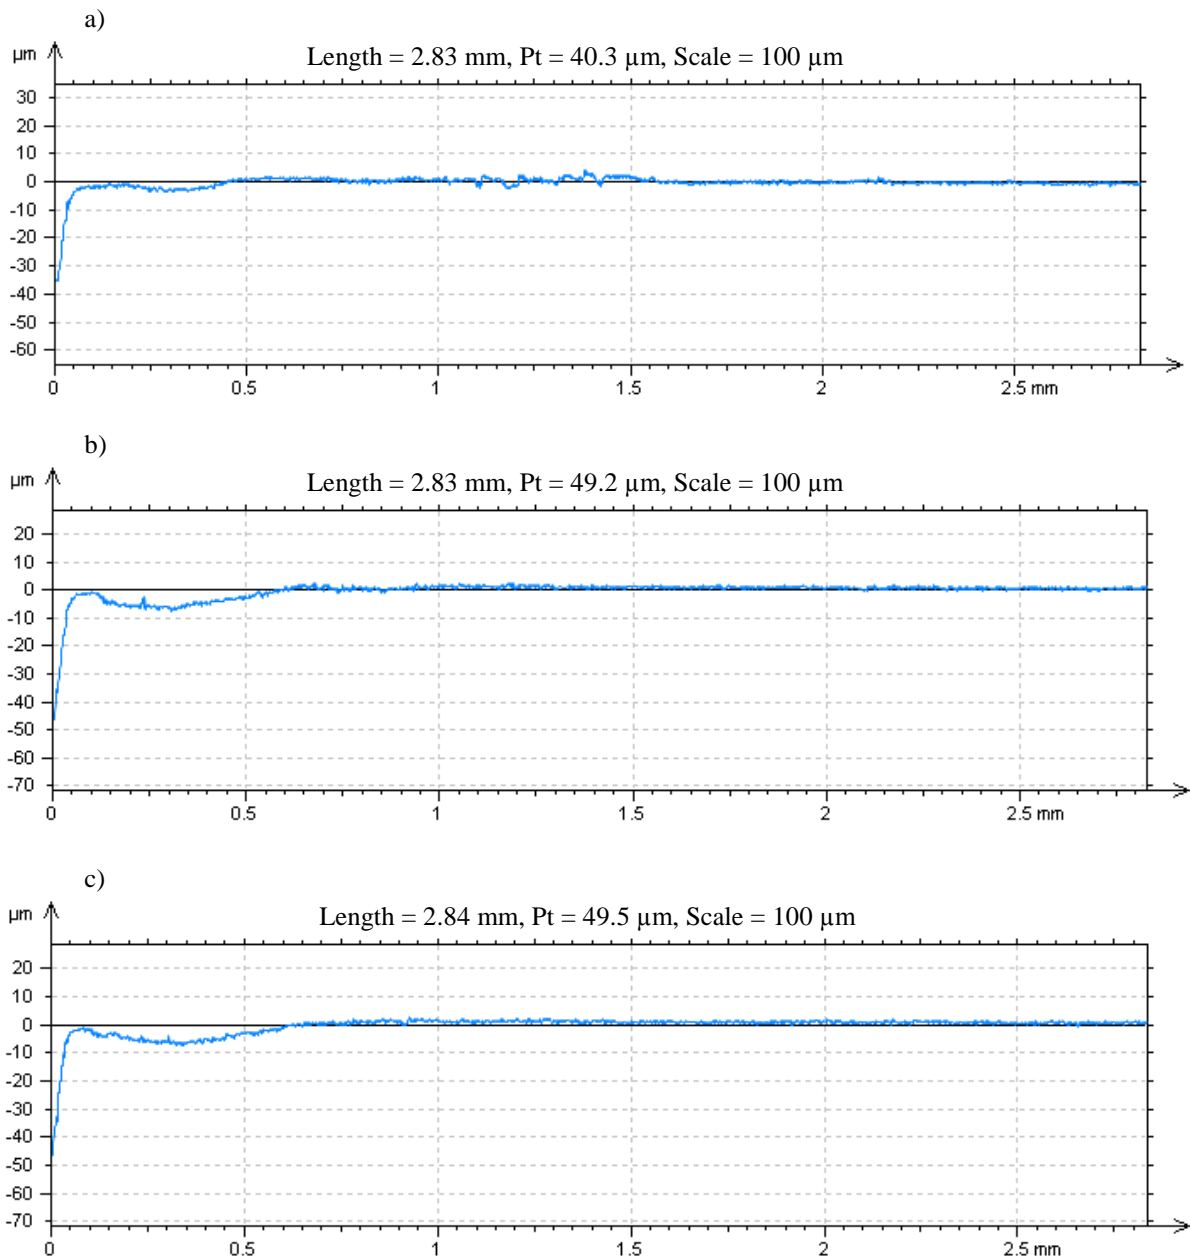 a)
µm
Length = 2.83 mm, Pt = 40.3 µm, Scale = 100 µm
30
20
10
0
-10
-20
-30
-40
-50
-60
0 0.5 1 1.5 2 2.5 mm
b)
µm
Length = 2.83 mm, Pt = 49.2 µm, Scale = 100 µm
20
10
0
-10
-20
-30
-40
-50
-60
-70
0 0.5 1 1.5 2 2.5 mm
c)
µm
Length = 2.84 mm, Pt = 49.5 µm, Scale = 100 µm
20
10
0
-10
-20
-30
-40
-50
-60
-70
0 0.5 1 1.5 2 2.5 mm